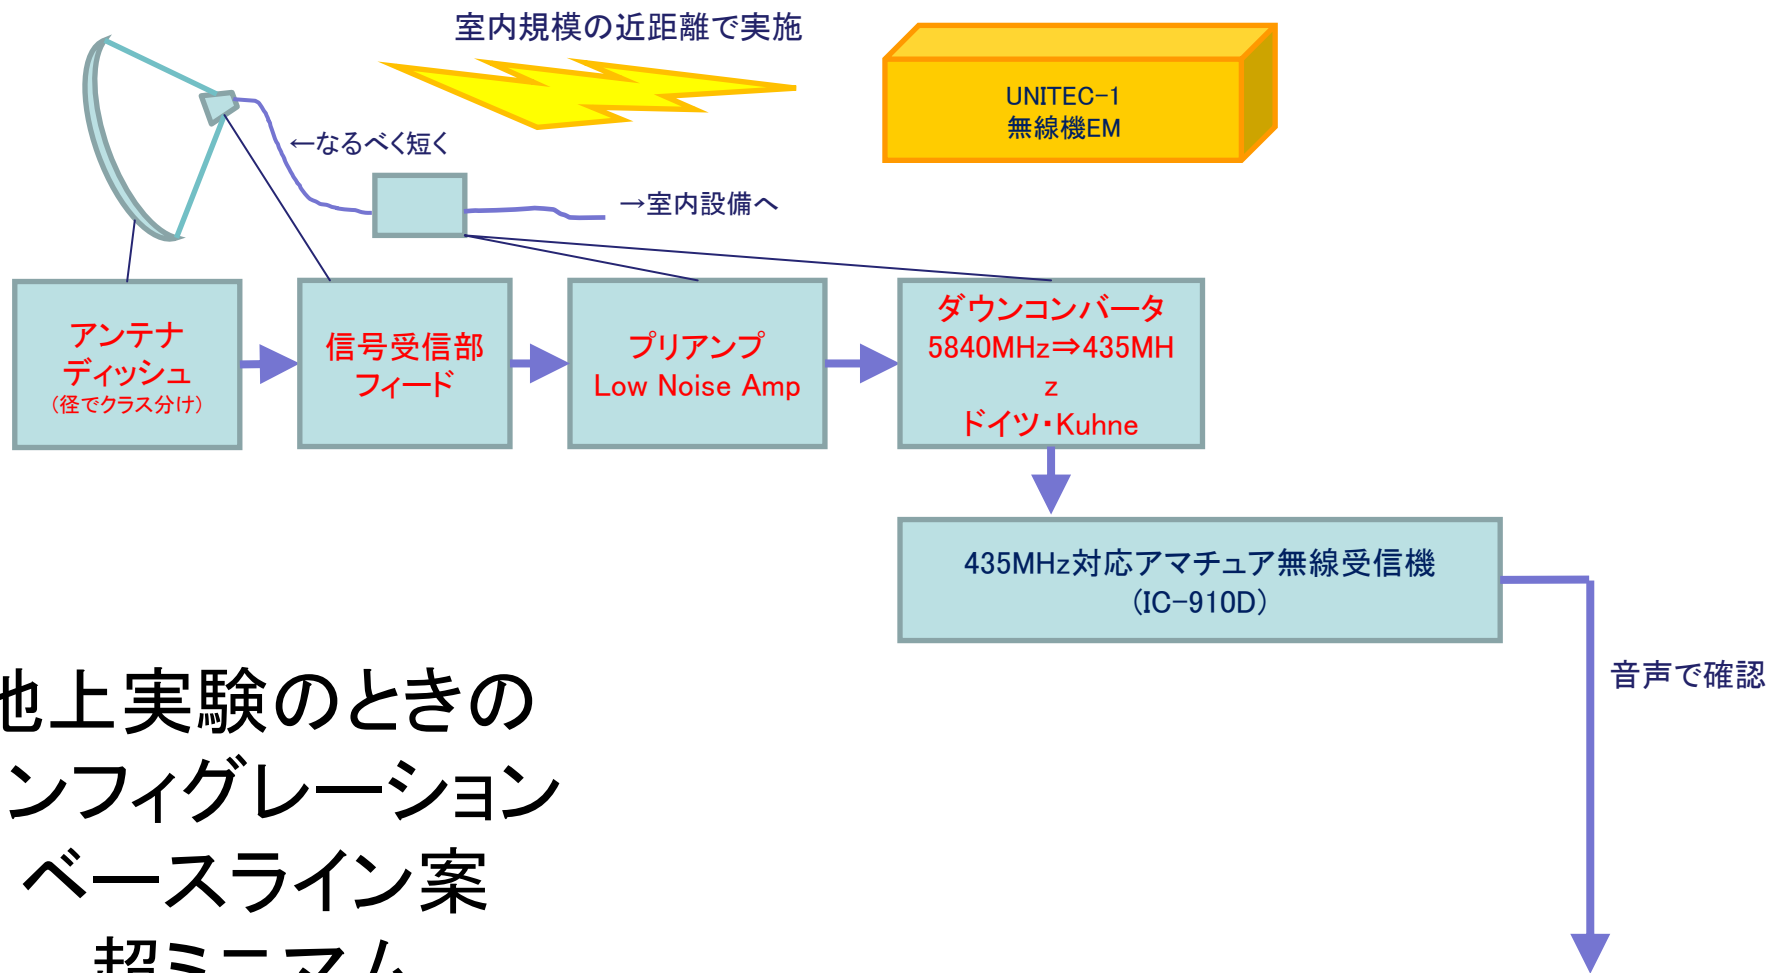 室内規模の近距離で実施
UNITEC-1
無線機EM
←なるべく短く
→室内設備へ
アンテナ
ディッシュ
(径でクラス分け)
信号受信部
フィード
プリアンプ
Low Noise Amp
ダウンコンバータ
5840MHz⇒435MH
z
ドイツ・Kuhne
435MHz対応アマチュア無線受信機
(IC-910D)
音声で確認
地上実験のときの
ンフィグレーション
ベースライン案
超ミニマム